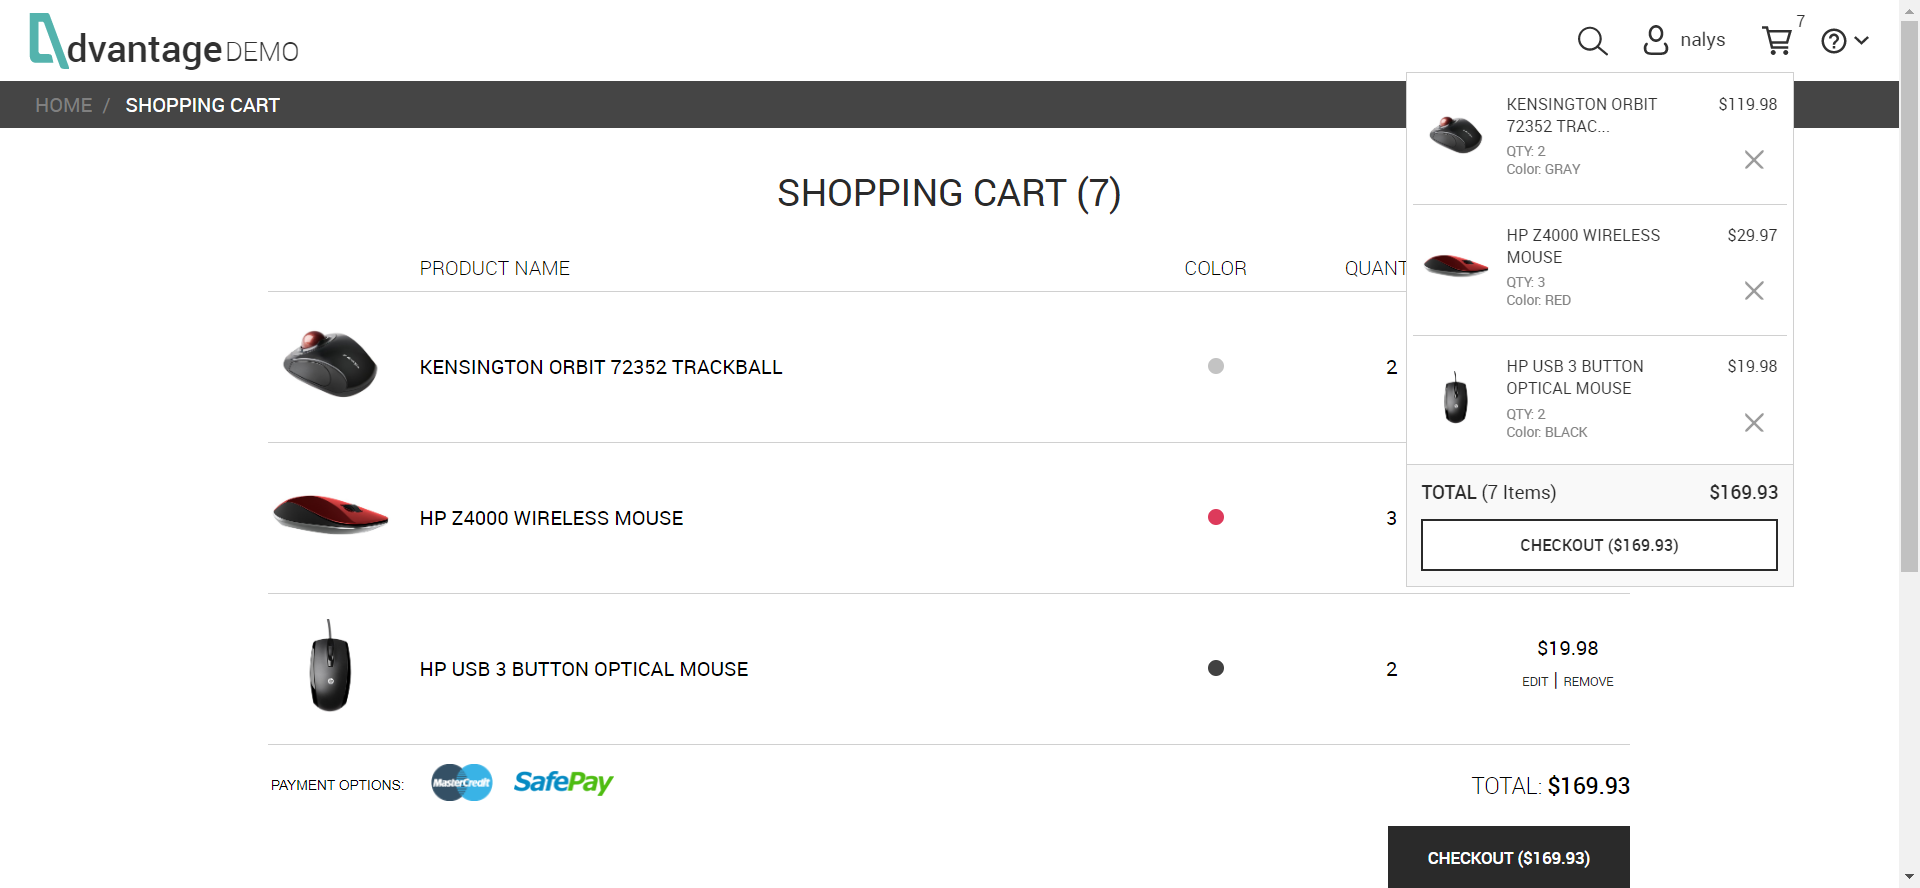 dvantage DEMO
nalys
7
HOME / SHOPPING CART
SHOPPING CART (7)
PRODUCT NAME
COLOR
QUANT
KENSINGTON ORBIT 72352 TRACKBALL
2
HP Z4000 WIRELESS MOUSE
3
HP USB 3 BUTTON OPTICAL MOUSE
2
$19.98
EDIT | REMOVE
PAYMENT OPTIONS:
MasterCredit
SafePay
TOTAL: $169.93
CHECKOUT ($169.93)
KENSINGTON ORBIT
72352 TRAC...
$119.98
QTY: 2
Color: GRAY
HP Z4000 WIRELESS
MOUSE
$29.97
QTY: 3
Color: RED
HP USB 3 BUTTON
OPTICAL MOUSE
$19.98
QTY: 2
Color: BLACK
TOTAL (7 Items)
$169.93
CHECKOUT ($169.93)